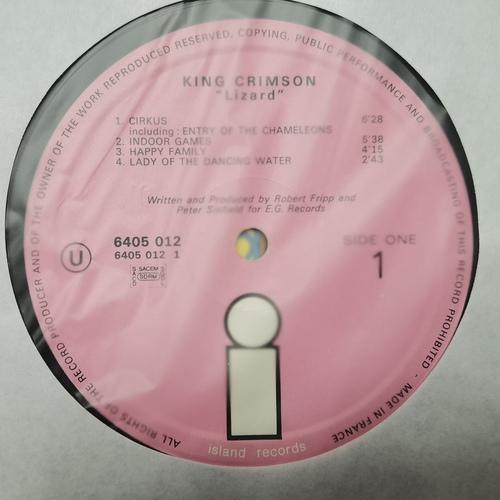 ALL RIGHTS OF THE RECORD PRODUCER AND OF THE OWNER OF THE WORK REPRODUCED RESERVED, COPYING, PUBLIC PERFORMANCE AND BROADCASTING OF THIS RECORD PROHIBITED - MADE IN FRANCE
KING CRIMSON
"Lizard"
1. CIRKUS 6'28
including : ENTRY OF THE CHAMELEONS
2. INDOOR GAMES 5'38
3. HAPPY FAMILY 4'15
4. LADY OF THE DANCING WATER 2'43
Written and Produced by Robert Fripp and
Peter Sinfield for E.G. Records
U
6405 012
6405 012 1
SACEM
SDRM
SACD
SIDE ONE
1
island records